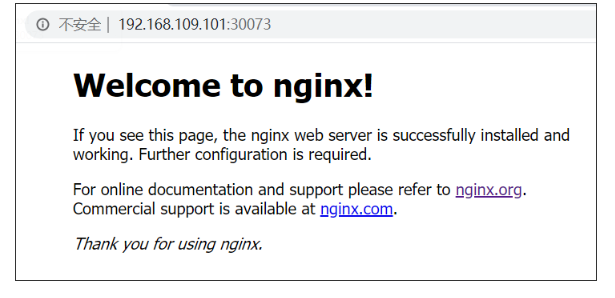 不安全 | 192.168.109.101:30073
Welcome to nginx!
If you see this page, the nginx web server is successfully installed and
working. Further configuration is required.
For online documentation and support please refer to nginx.org.
Commercial support is available at nginx.com.
Thank you for using nginx.